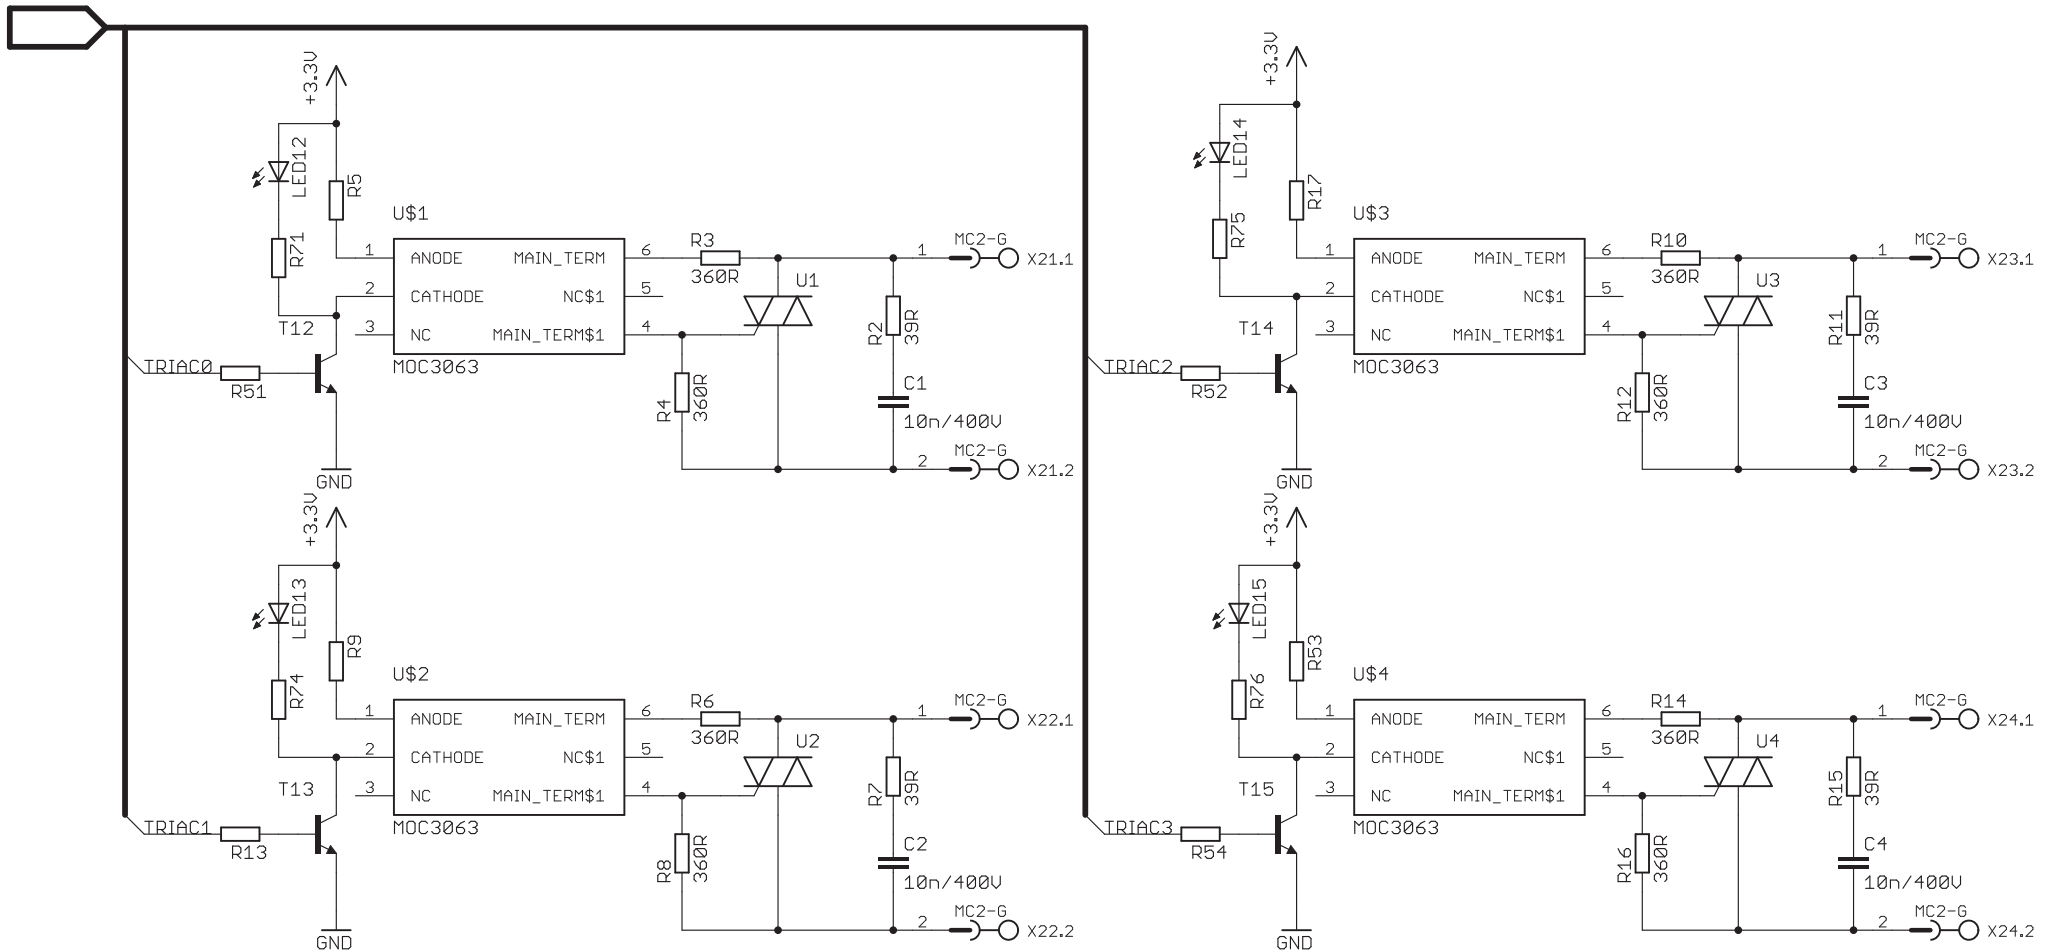 +3.3V
LED12
R5
R71
U$1
1
ANODE
MAIN_TERM
6
R3
360R
2
CATHODE
NC$1
5
3
NC
MAIN_TERM$1
4
MOC3063
T12
TRIAC0
R51
GND
U1
R4
360R
R2
39R
C1
10n/400V
1
MC2-G
X21.1
2
MC2-G
X21.2
+3.3V
LED13
R9
R74
U$2
1
ANODE
MAIN_TERM
6
R6
360R
2
CATHODE
NC$1
5
3
NC
MAIN_TERM$1
4
MOC3063
T13
TRIAC1
R13
GND
U2
R8
360R
R7
39R
C2
10n/400V
1
MC2-G
X22.1
2
MC2-G
X22.2
+3.3V
LED14
R17
R75
U$3
1
ANODE
MAIN_TERM
6
R10
360R
2
CATHODE
NC$1
5
3
NC
MAIN_TERM$1
4
MOC3063
T14
TRIAC2
R52
GND
U3
R12
360R
R11
39R
C3
10n/400V
1
MC2-G
X23.1
2
MC2-G
X23.2
+3.3V
LED15
R53
R76
U$4
1
ANODE
MAIN_TERM
6
R14
360R
2
CATHODE
NC$1
5
3
NC
MAIN_TERM$1
4
MOC3063
T15
TRIAC3
R54
GND
U4
R16
360R
R15
39R
C4
10n/400V
1
MC2-G
X24.1
2
MC2-G
X24.2